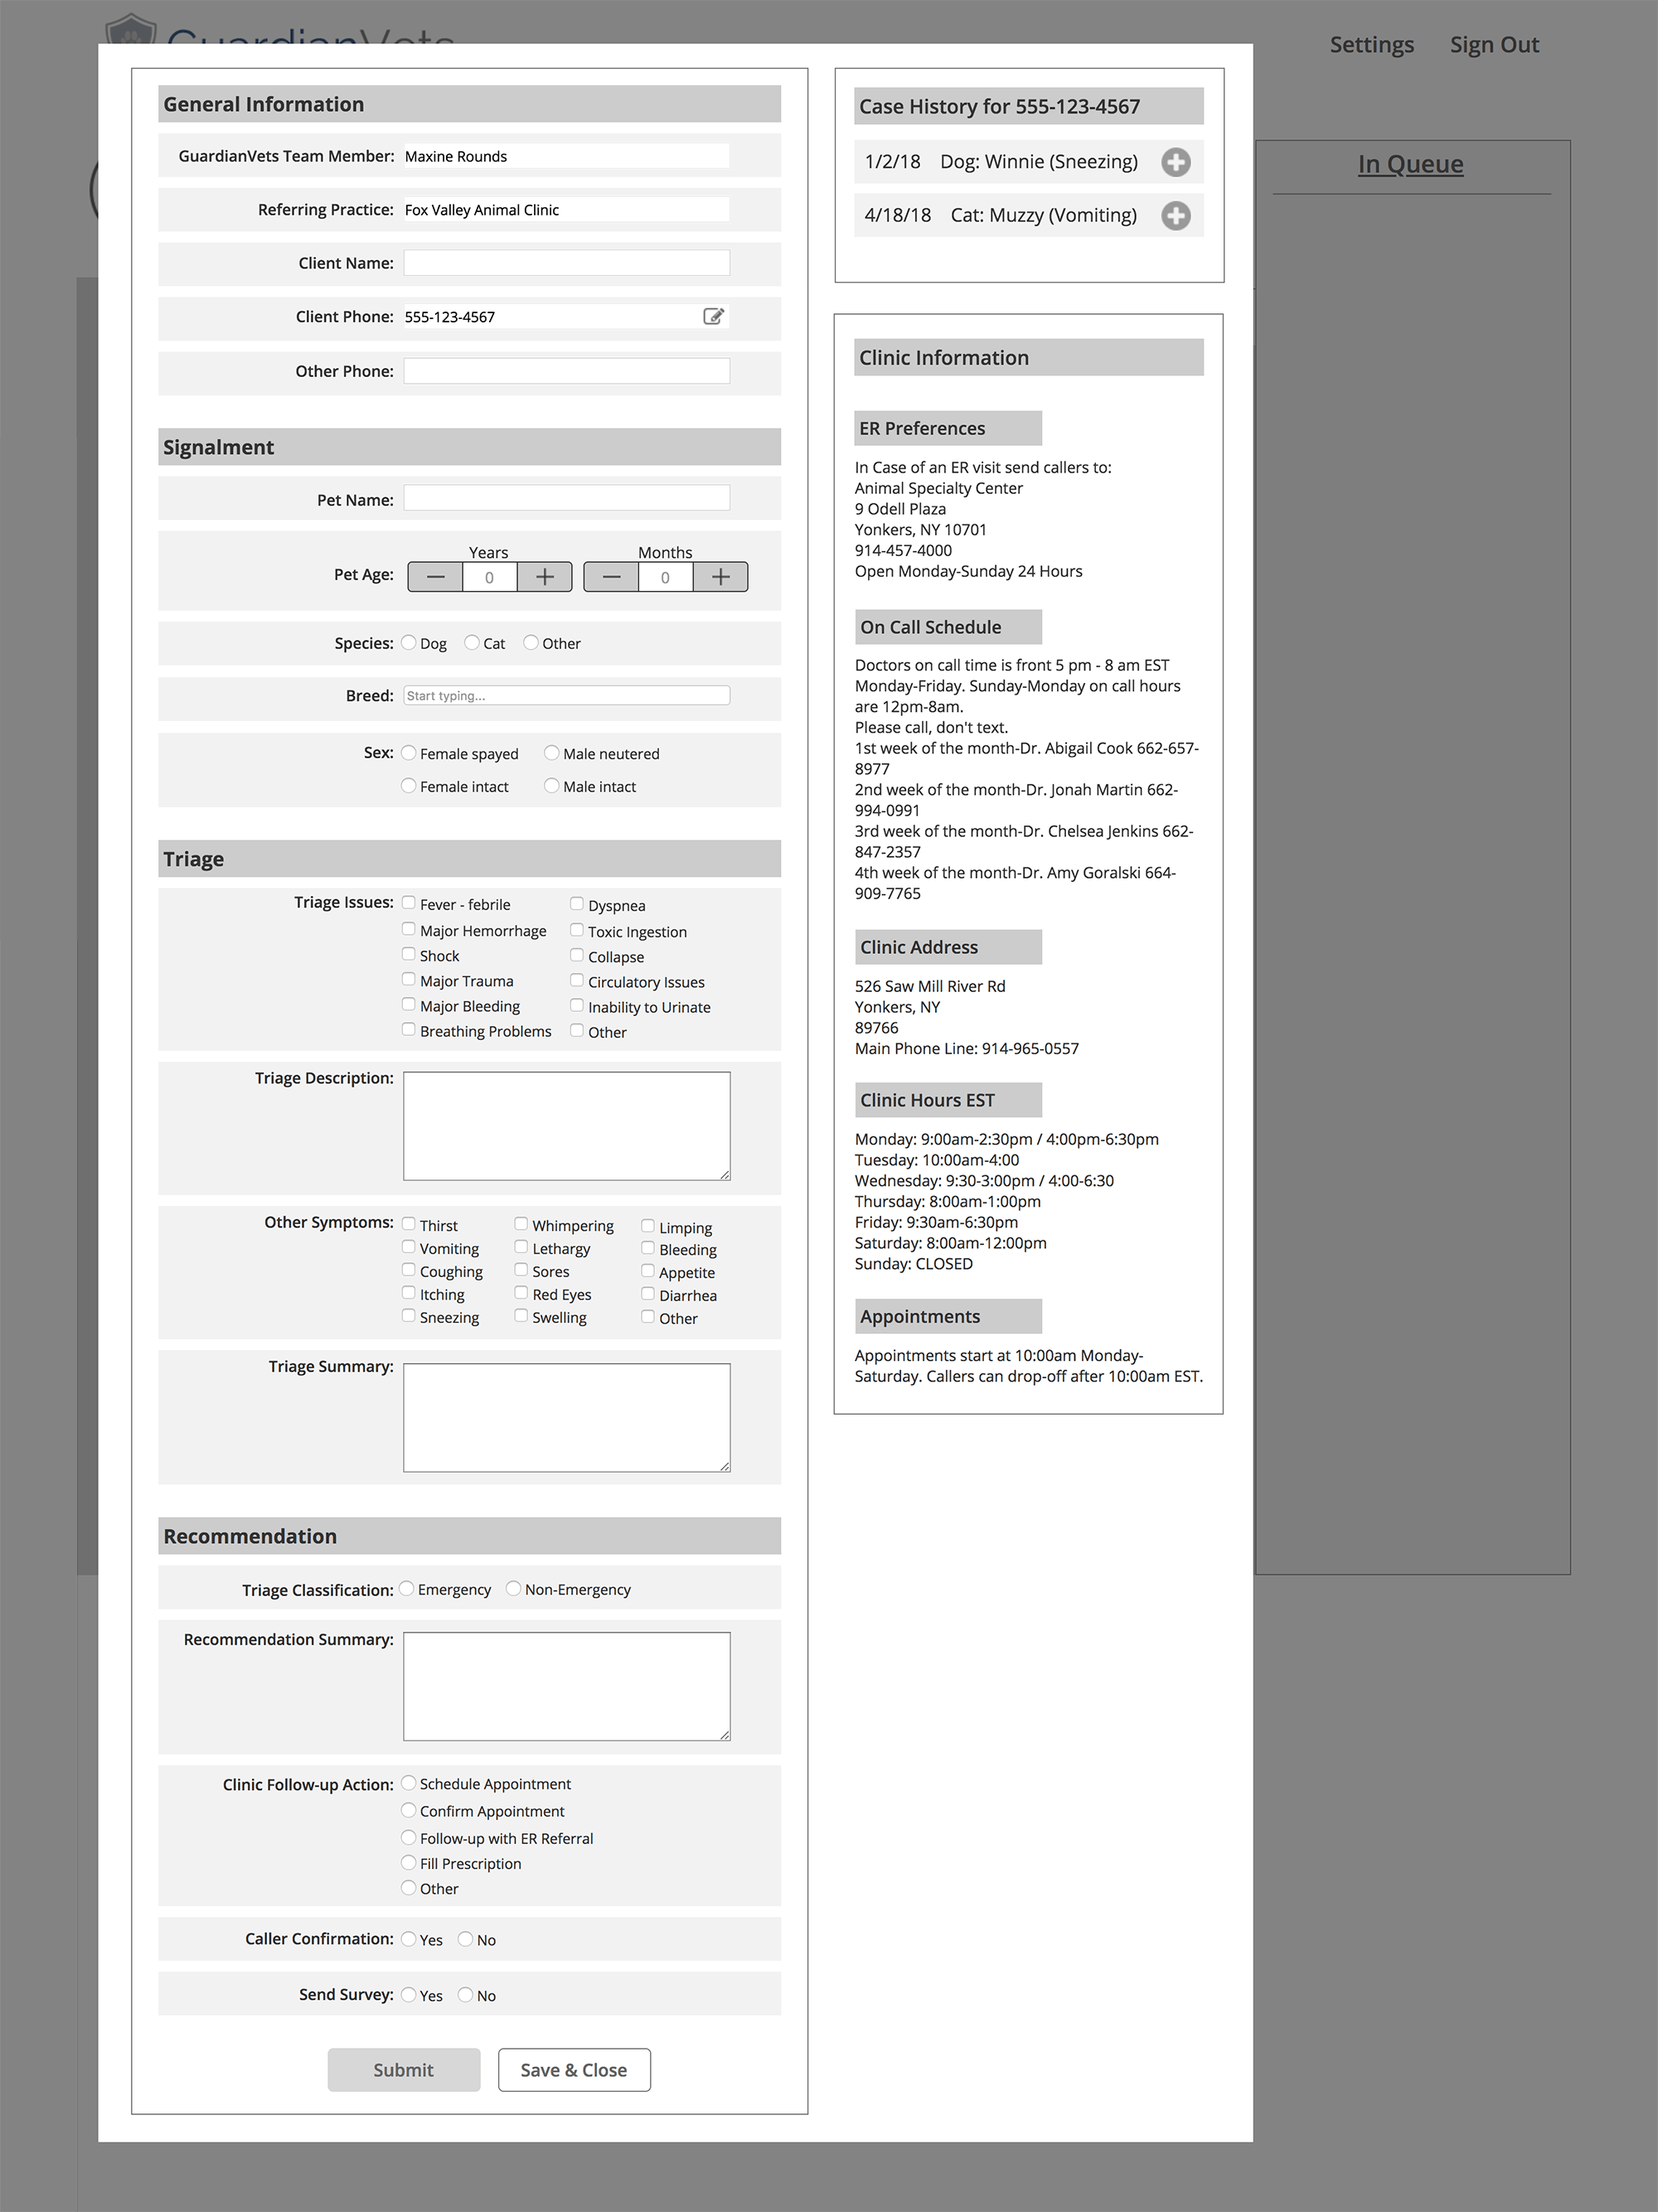 GuardianVets
Settings
Sign Out
In Queue
General Information
GuardianVets Team Member: Maxine Rounds
Referring Practice: Fox Valley Animal Clinic
Client Name:
Client Phone: 555-123-4567
Other Phone:
Signalment
Pet Name:
Years Months
Pet Age: 0 0
Species: Dog Cat Other
Breed: Start typing...
Sex: Female spayed Male neutered
Female intact Male intact
Triage
Triage Issues: Fever - febrile Dyspnea
Major Hemorrhage Toxic Ingestion
Shock Collapse
Major Trauma Circulatory Issues
Major Bleeding Inability to Urinate
Breathing Problems Other
Triage Description:
Other Symptoms: Thirst Whimpering Limping
Vomiting Lethargy Bleeding
Coughing Sores Appetite
Itching Red Eyes Diarrhea
Sneezing Swelling Other
Triage Summary:
Recommendation
Triage Classification: Emergency Non-Emergency
Recommendation Summary:
Clinic Follow-up Action: Schedule Appointment
Confirm Appointment
Follow-up with ER Referral
Fill Prescription
Other
Caller Confirmation: Yes No
Send Survey: Yes No
Submit Save & Close
Case History for 555-123-4567
1/2/18 Dog: Winnie (Sneezing)
4/18/18 Cat: Muzzy (Vomiting)
Clinic Information
ER Preferences
In Case of an ER visit send callers to:
Animal Specialty Center
9 Odell Plaza
Yonkers, NY 10701
914-457-4000
Open Monday-Sunday 24 Hours
On Call Schedule
Doctors on call time is front 5 pm - 8 am EST
Monday-Friday. Sunday-Monday on call hours
are 12pm-8am.
Please call, don't text.
1st week of the month-Dr. Abigail Cook 662-657-
8977
2nd week of the month-Dr. Jonah Martin 662-
994-0991
3rd week of the month-Dr. Chelsea Jenkins 662-
847-2357
4th week of the month-Dr. Amy Goralski 664-
909-7765
Clinic Address
526 Saw Mill River Rd
Yonkers, NY
89766
Main Phone Line: 914-965-0557
Clinic Hours EST
Monday: 9:00am-2:30pm / 4:00pm-6:30pm
Tuesday: 10:00am-4:00
Wednesday: 9:30-3:00pm / 4:00-6:30
Thursday: 8:00am-1:00pm
Friday: 9:30am-6:30pm
Saturday: 8:00am-12:00pm
Sunday: CLOSED
Appointments
Appointments start at 10:00am Monday-
Saturday. Callers can drop-off after 10:00am EST.